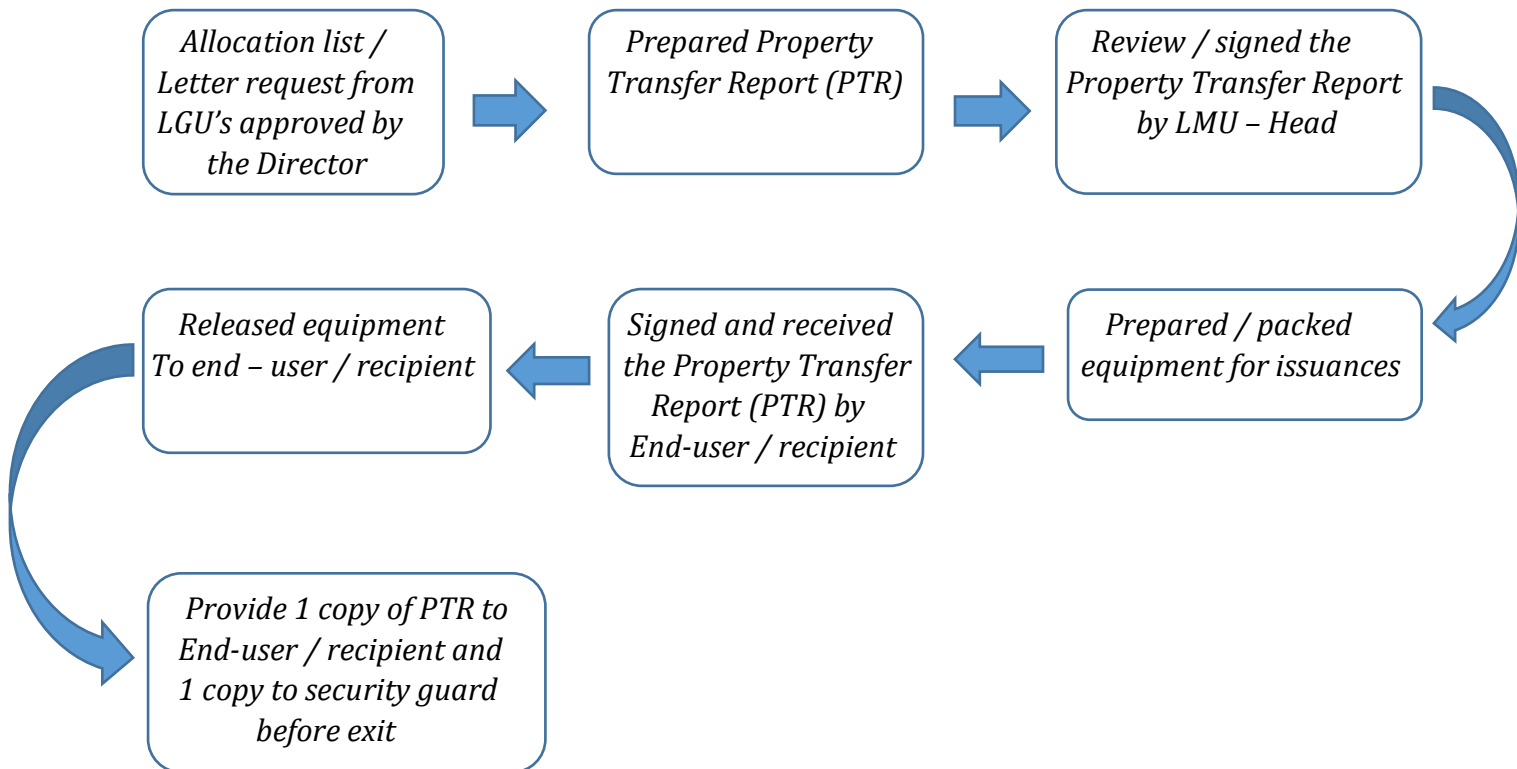 Allocation list /
Letter request from
LGU’s approved by
the Director
Prepared Property
Transfer Report (PTR)
Review / signed the
Property Transfer Report
by LMU – Head
Prepared / packed
equipment for issuances
Signed and received
the Property Transfer
Report (PTR) by
End-user / recipient
Released equipment
To end – user / recipient
Provide 1 copy of PTR to
End-user / recipient and
1 copy to security guard
before exit